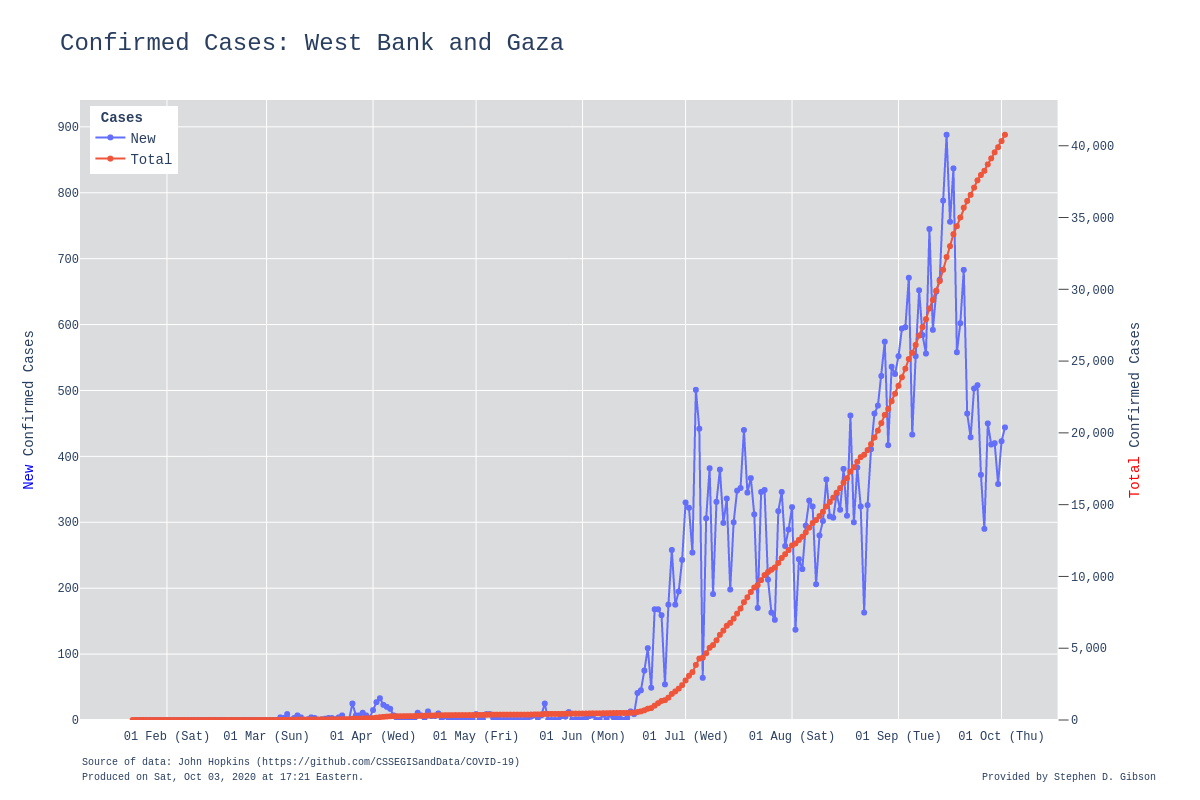 Confirmed Cases: West Bank and Gaza
Cases
New
Total
900
800
700
600
500
400
300
200
100
0
New Confirmed Cases
40,000
35,000
30,000
25,000
20,000
15,000
10,000
5,000
0
Total Confirmed Cases
01 Feb (Sat) 01 Mar (Sun) 01 Apr (Wed) 01 May (Fri) 01 Jun (Mon) 01 Jul (Wed) 01 Aug (Sat) 01 Sep (Tue) 01 Oct (Thu)
Source of data: John Hopkins (https://github.com/CSSEGISandData/COVID-19)
Produced on Sat, Oct 03, 2020 at 17:21 Eastern.
Provided by Stephen D. Gibson